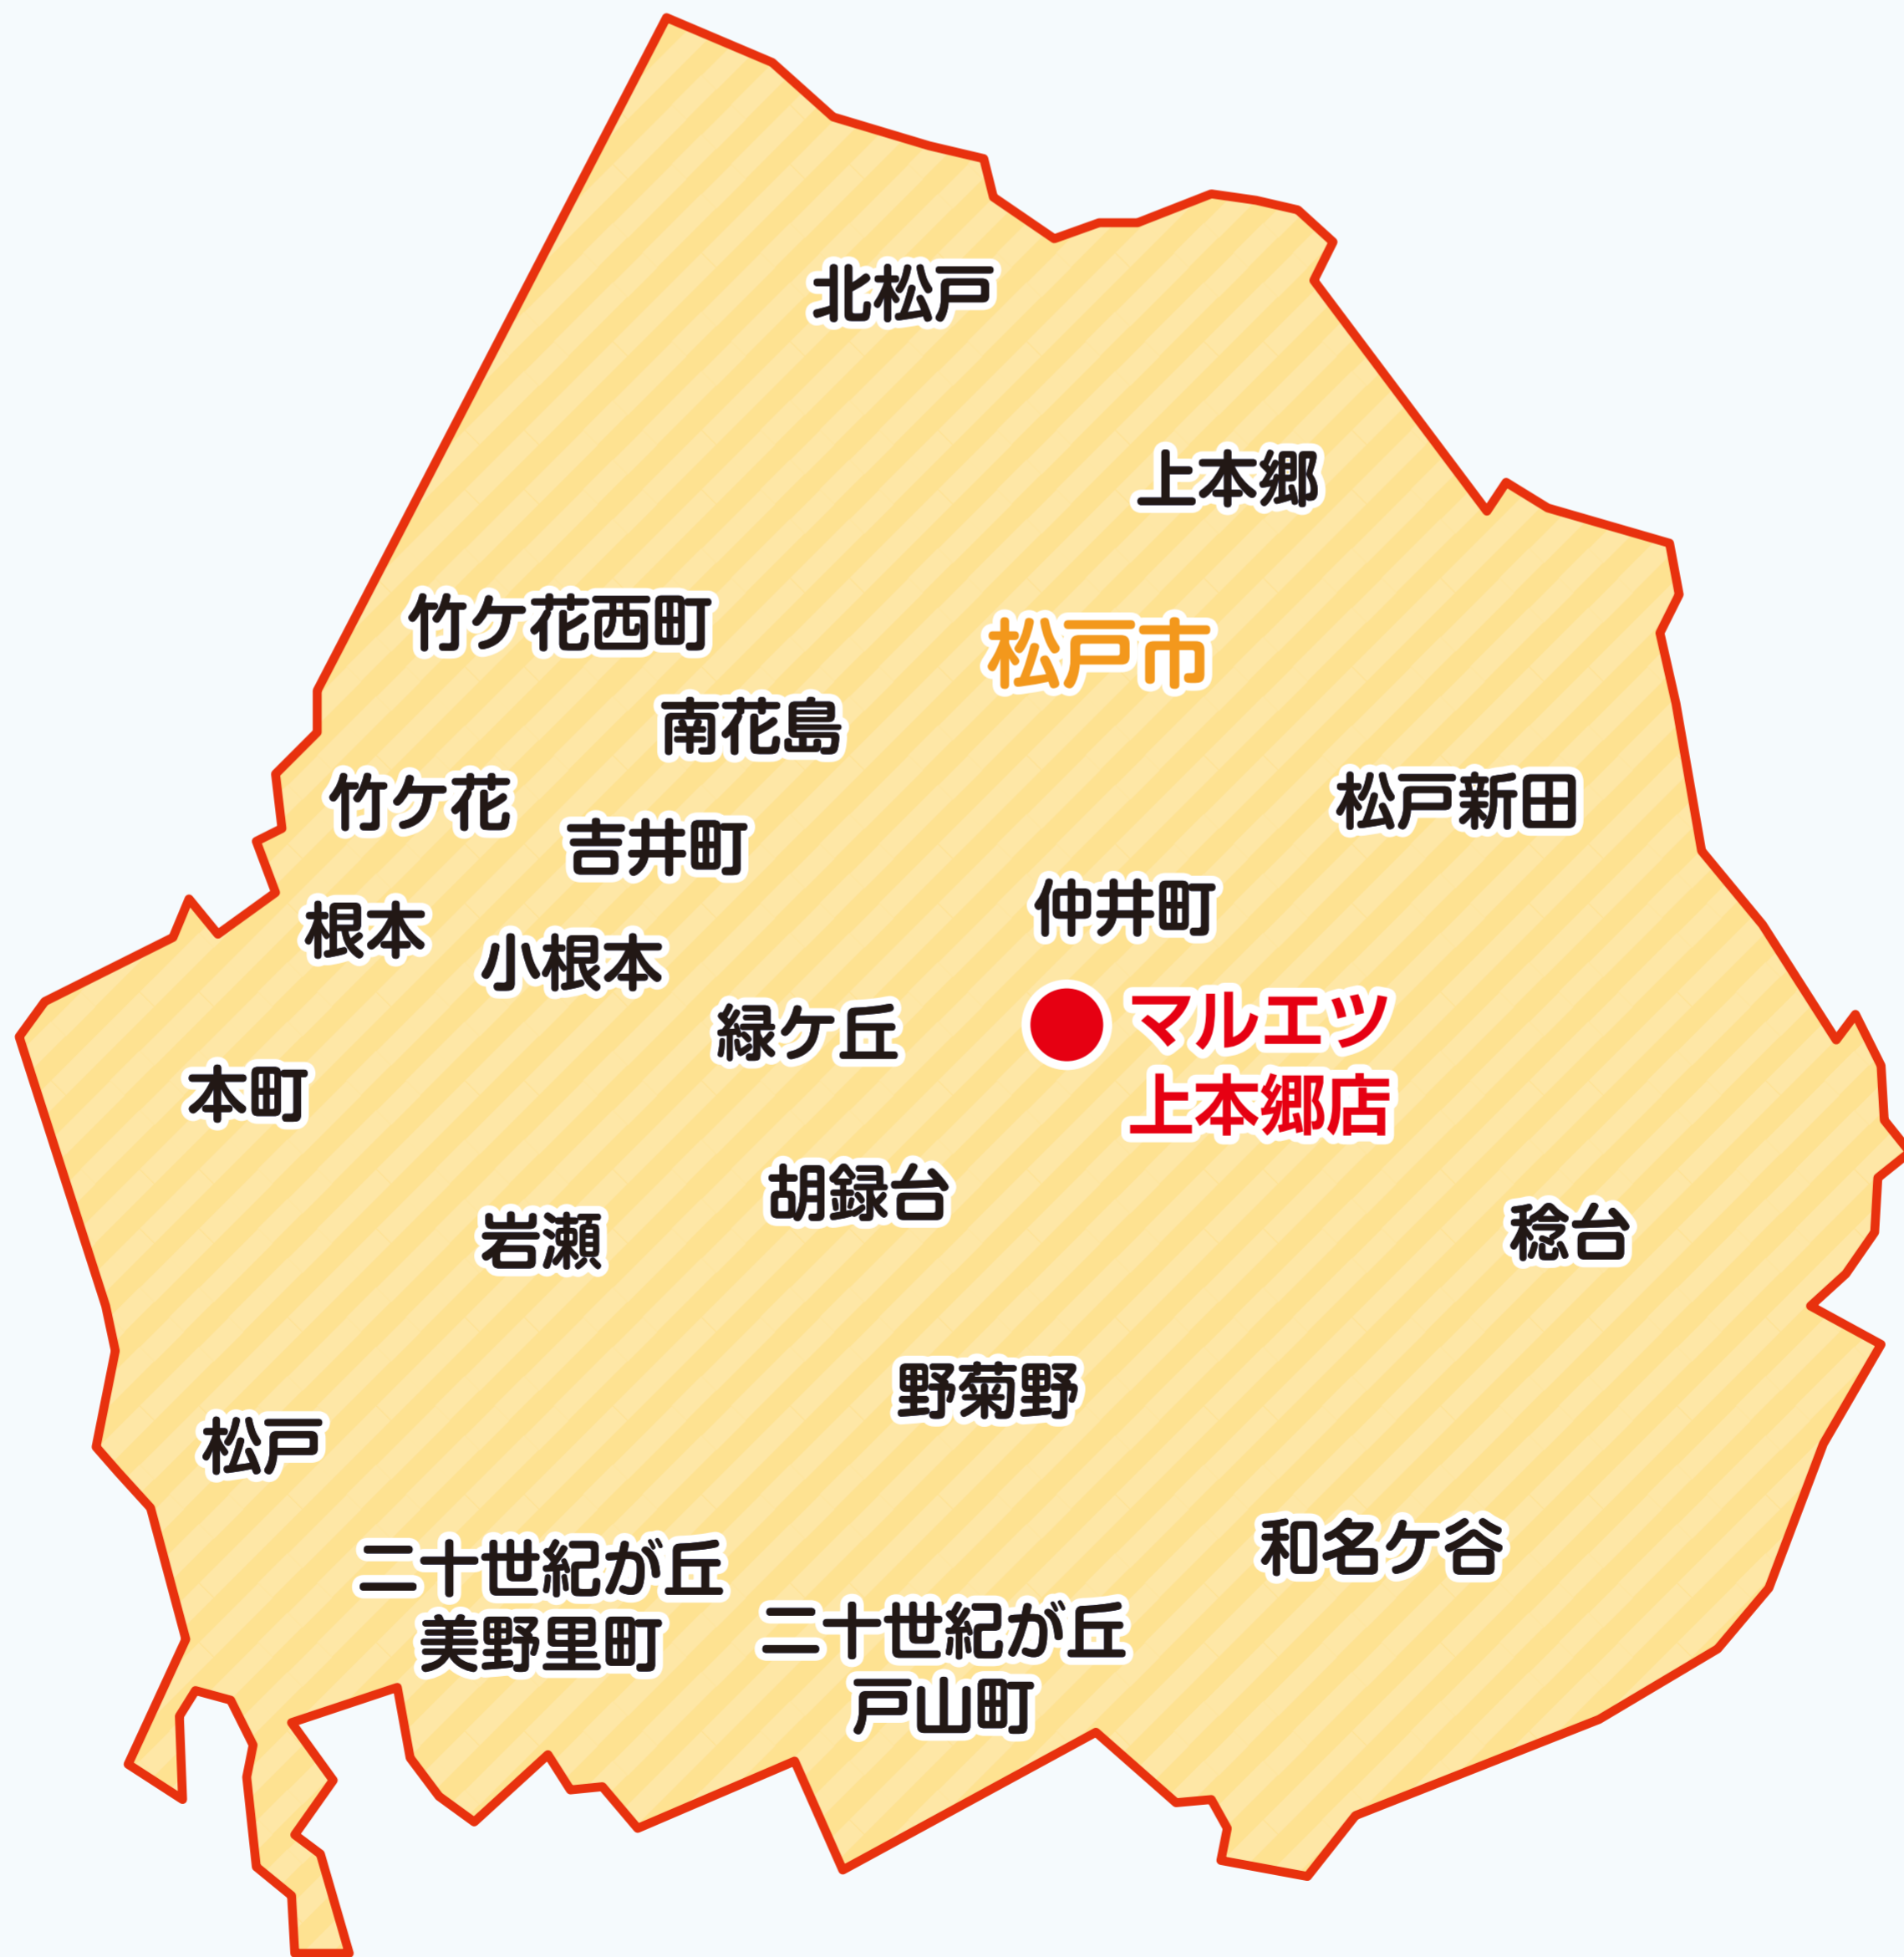 北松戸
上本郷
竹ケ花西町
松戸市
南花島
竹ケ花
松戸新田
吉井町
仲井町
根本
小根本
緑ケ丘
マルエツ
上本郷店
本町
胡録台
岩瀬
稔台
野菊野
松戸
和名ケ谷
二十世紀が丘
美野里町
二十世紀が丘
戸山町